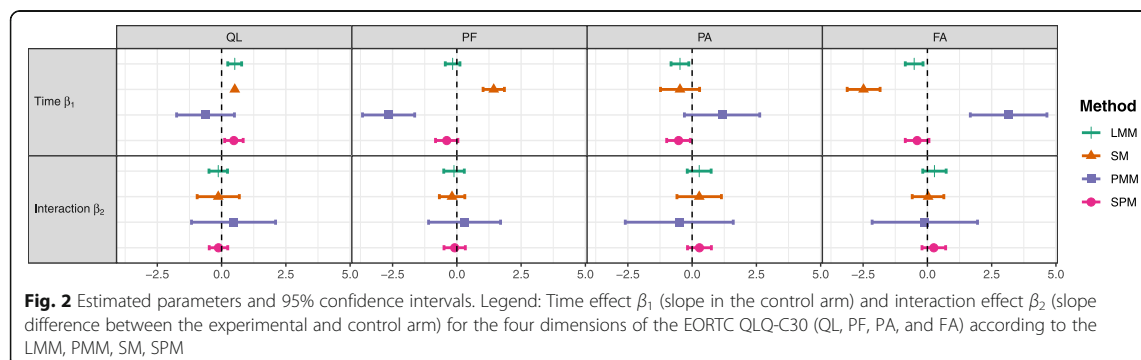 QL PF PA FA
Time β1
Interaction β2
−2.5 0.0 2.5 5.0 −2.5 0.0 2.5 5.0 −2.5 0.0 2.5 5.0 −2.5 0.0 2.5 5.0
Method
LMM
SM
PMM
SPM
Fig. 2 Estimated parameters and 95% confidence intervals. Legend: Time effect β1 (slope in the control arm) and interaction effect β2 (slope
difference between the experimental and control arm) for the four dimensions of the EORTC QLQ-C30 (QL, PF, PA, and FA) according to the
LMM, PMM, SM, SPM